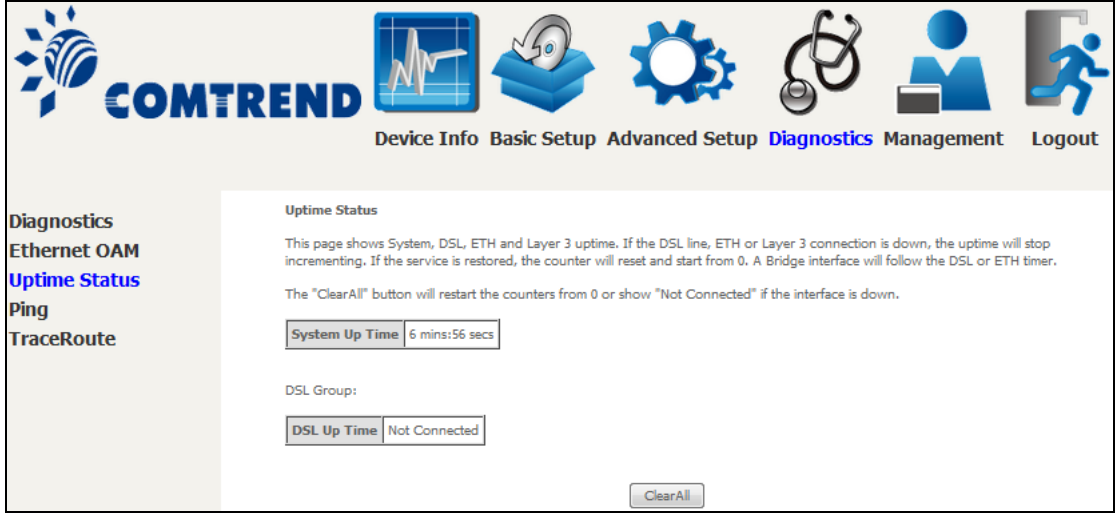 COMTREND
Device Info Basic Setup Advanced Setup Diagnostics Management Logout
Diagnostics
Ethernet OAM
Uptime Status
Ping
TraceRoute
Uptime Status
This page shows System, DSL, ETH and Layer 3 uptime. If the DSL line, ETH or Layer 3 connection is down, the uptime will stop
incrementing. If the service is restored, the counter will reset and start from 0. A Bridge interface will follow the DSL or ETH timer.
The "ClearAll" button will restart the counters from 0 or show "Not Connected" if the interface is down.
System Up Time 6 mins:56 secs
DSL Group:
DSL Up Time Not Connected
ClearAll